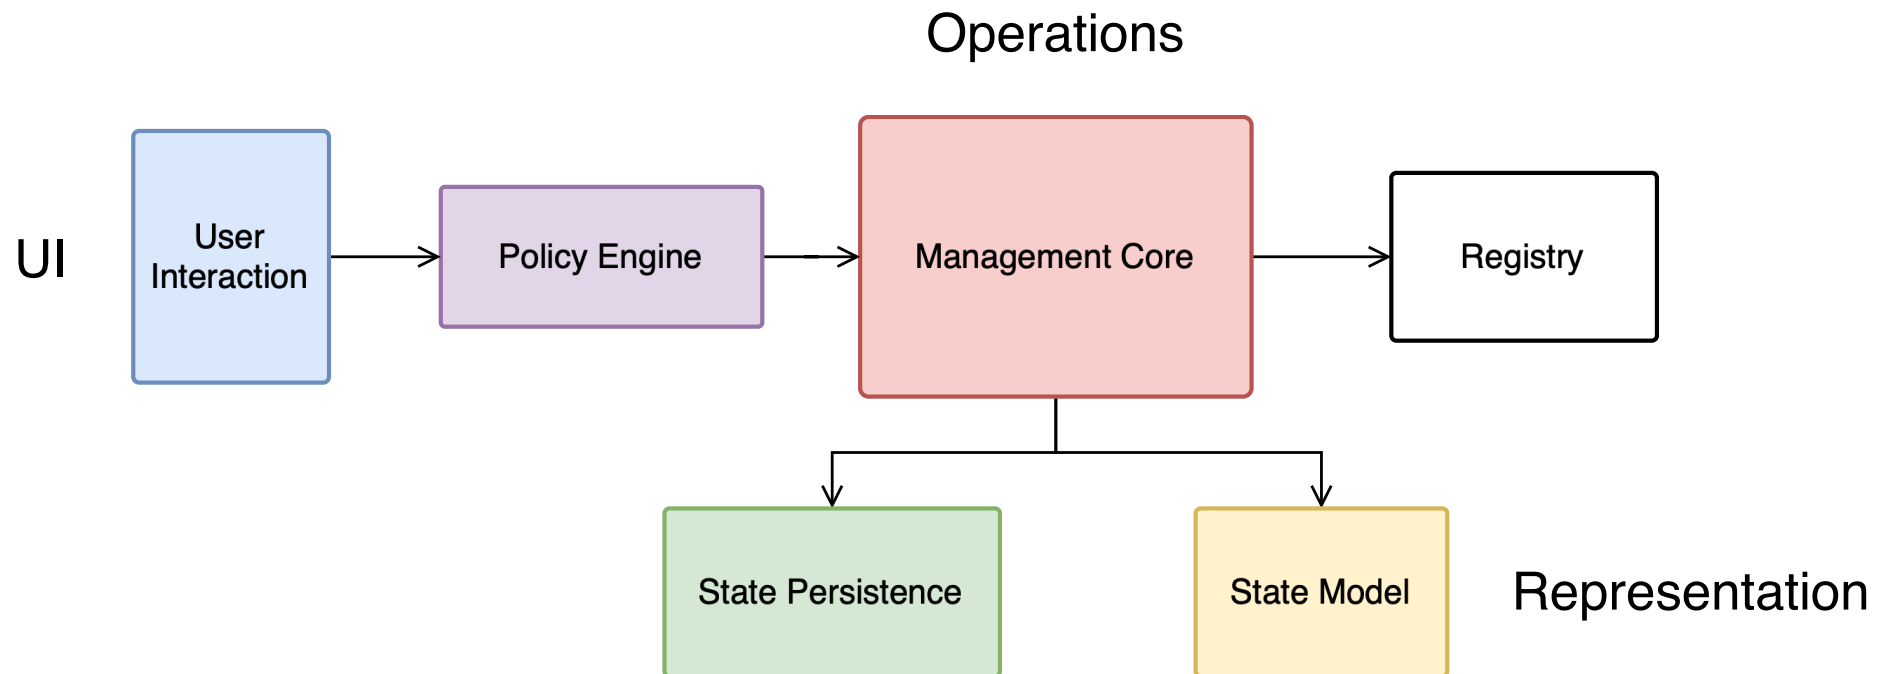 Operations
UI
User
Interaction
Policy Engine
Management Core
Registry
State Persistence
State Model
Representation